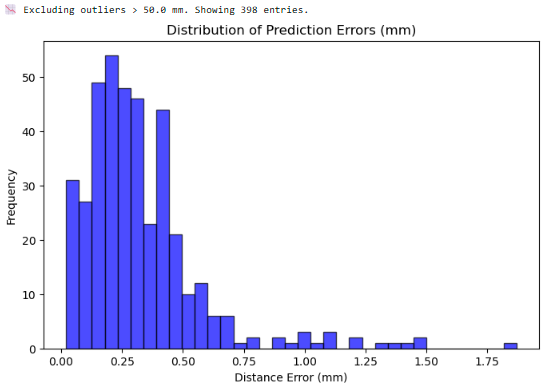 Excluding outliers > 50.0 mm. Showing 398 entries.
Distribution of Prediction Errors (mm)
Frequency
50
40
30
20
10
0
0.00 0.25 0.50 0.75 1.00 1.25 1.50 1.75
Distance Error (mm)